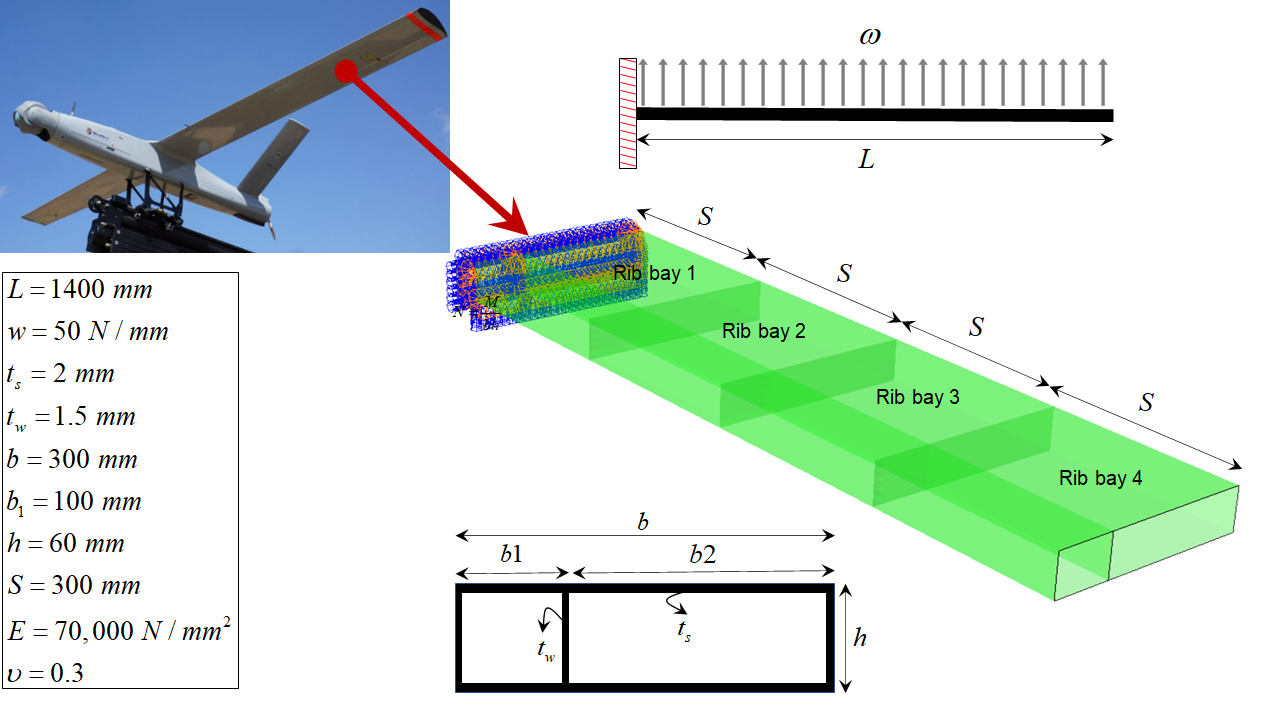 ω
L
S
S
S
S
Rib bay 1
Rib bay 2
Rib bay 3
Rib bay 4
M
L = 1400 mm
w = 50 N / mm
t_s = 2 mm
t_w = 1.5 mm
b = 300 mm
b_1 = 100 mm
h = 60 mm
S = 300 mm
E = 70,000 N / mm²
υ = 0.3
b
b1 b2
t_w
t_s
h